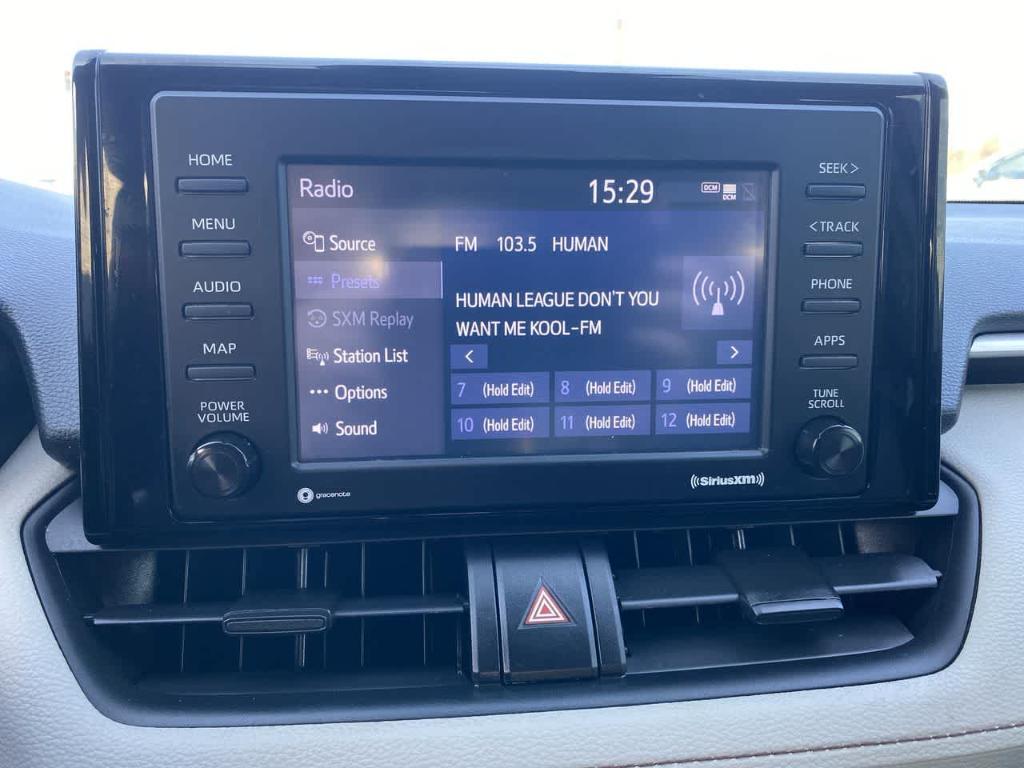 HOME
MENU
AUDIO
MAP
POWER
VOLUME
Radio
15:29
DCM
DCM
Source
Presets
SXM Replay
Station List
Options
Sound
FM 103.5 HUMAN
HUMAN LEAGUE DON'T YOU
WANT ME KOOL-FM
< >
7 (Hold Edit) 8 (Hold Edit) 9 (Hold Edit)
10 (Hold Edit) 11 (Hold Edit) 12 (Hold Edit)
SEEK >
< TRACK
PHONE
APPS
TUNE
SCROLL
gracenote
((SiriusXM))